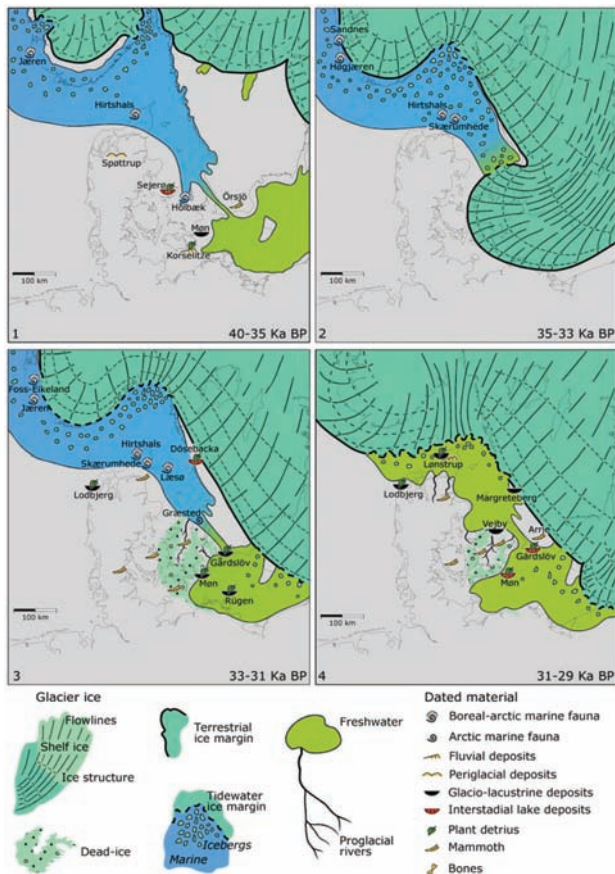 Jæren
Hirtshals
Spøttrup
Sejerø
Holbæk
Örsjö
Møn
Korselitze
100 km
1
40-35 Ka BP
Sandnes
Høgjæren
Hirtshals
Skærumhede
100 km
2
35-33 Ka BP
Foss-Eikeland
Jæren
Hirtshals
Skærumhede
Læsø
Dösebacka
Lodbjerg
Græsted
Gårdslöv
Møn
Rügen
100 km
3
33-31 Ka BP
Lønstrup
Lodbjerg
Margreteberg
Vejby
Arrie
Gårdslöv
Møn
100 km
4
31-29 Ka BP
Glacier ice
Flowlines
Shelf ice
Ice structure
Dead-ice
Terrestrial
ice margin
Tidewater
ice margin
Icebergs
Marine
Freshwater
Proglacial
rivers
Dated material
Boreal-arctic marine fauna
Arctic marine fauna
Fluvial deposits
Periglacial deposits
Glacio-lacustrine deposits
Interstadial lake deposits
Plant detrius
Mammoth
Bones